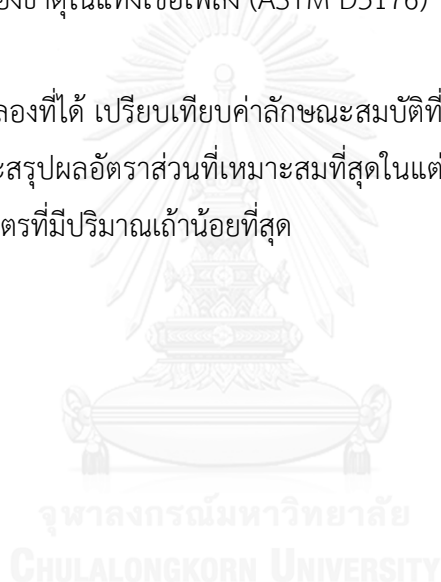 องธาตุในแท่งเชื้อเพลิง (ASTM D3176)
ลองที่ได้ เปรียบเทียบค่าลักษณะสมบัติที่
ะสรุปผลอัตราส่วนที่เหมาะสมที่สุดในแต่
ตรที่มีปริมาณเถ้าน้อยที่สุด
จุฬาลงกรณ์มหาวิทยาลัย
CHULALONGKORN UNIVERSITY